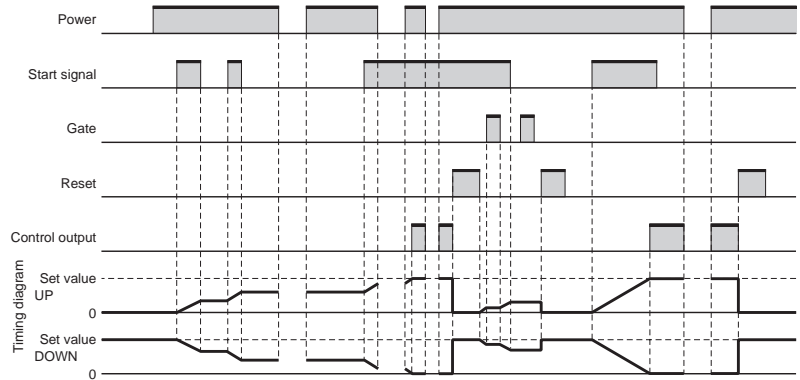 Power
Start signal
Gate
Reset
Control output
Timing diagram
Set value
UP
0
Set value
DOWN
0